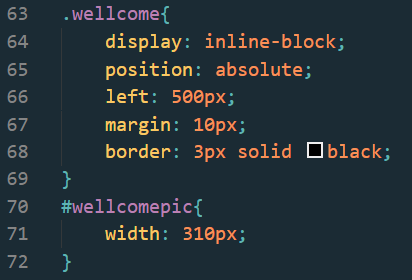 63 .wellcome{
64 display: inline-block;
65 position: absolute;
66 left: 500px;
67 margin: 10px;
68 border: 3px solid black;
69 }
70 #wellcomepic{
71 width: 310px;
72 }